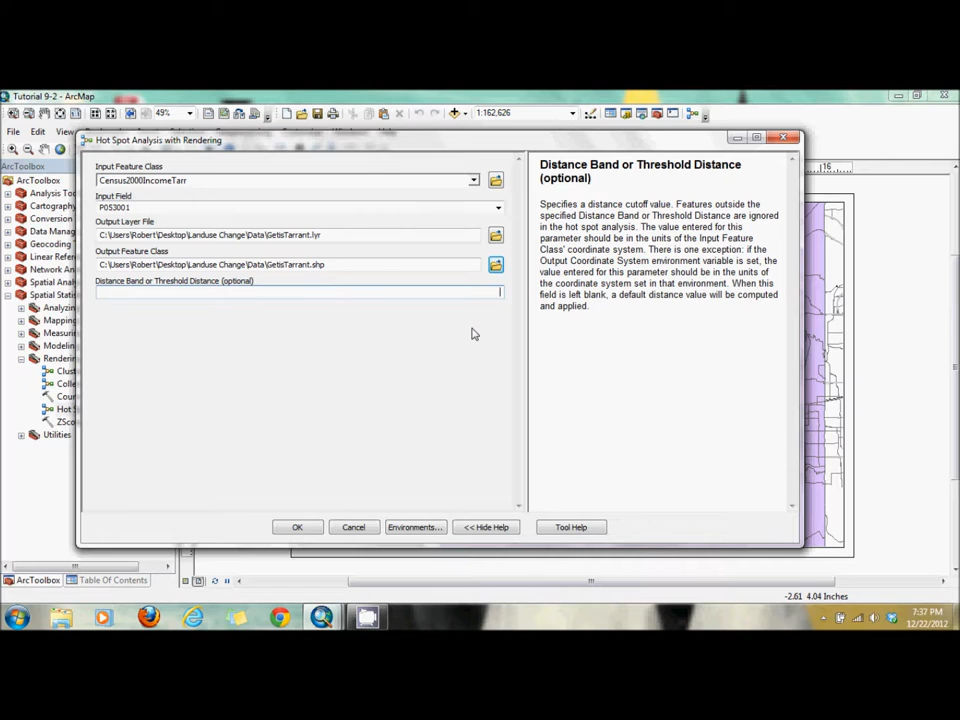 Tutorial 9-2 - ArcMap
49%
1:162,626
File
Edit
Hot Spot Analysis with Rendering
ArcToolbox
ArcToolbox
Analysis To
Cartography
Conversion
Data Manag
Geocoding T
Linear Refer
Network An
Spatial Analy
Spatial Statis
Analyzing
Mapping
Measurin
Modelin
Renderin
Clust
Colle
Coun
Hot S
ZSco
Utilities
Input Feature Class
Census2000IncomeTarr
Input Field
P053001
Output Layer File
C:\Users\Robert\Desktop\Landuse Change\Data\GetisTarrant.lyr
Output Feature Class
C:\Users\Robert\Desktop\Landuse Change\Data\GetisTarrant.shp
Distance Band or Threshold Distance (optional)
Distance Band or Threshold Distance
(optional)
Specifies a distance cutoff value. Features outside the
specified Distance Band or Threshold Distance are ignored
in the hot spot analysis. The value entered for this
parameter should be in the units of the Input Feature
Class' coordinate system. There is one exception: if the
Output Coordinate System environment variable is set, the
value entered for this parameter should be in the units of
the coordinate system set in that environment. When this
field is left blank, a default distance value will be computed
and applied.
16
OK
Cancel
Environments...
<< Hide Help
Tool Help
ArcToolbox
Table Of Contents
-2.61 4.04 Inches
7:37 PM
12/22/2012